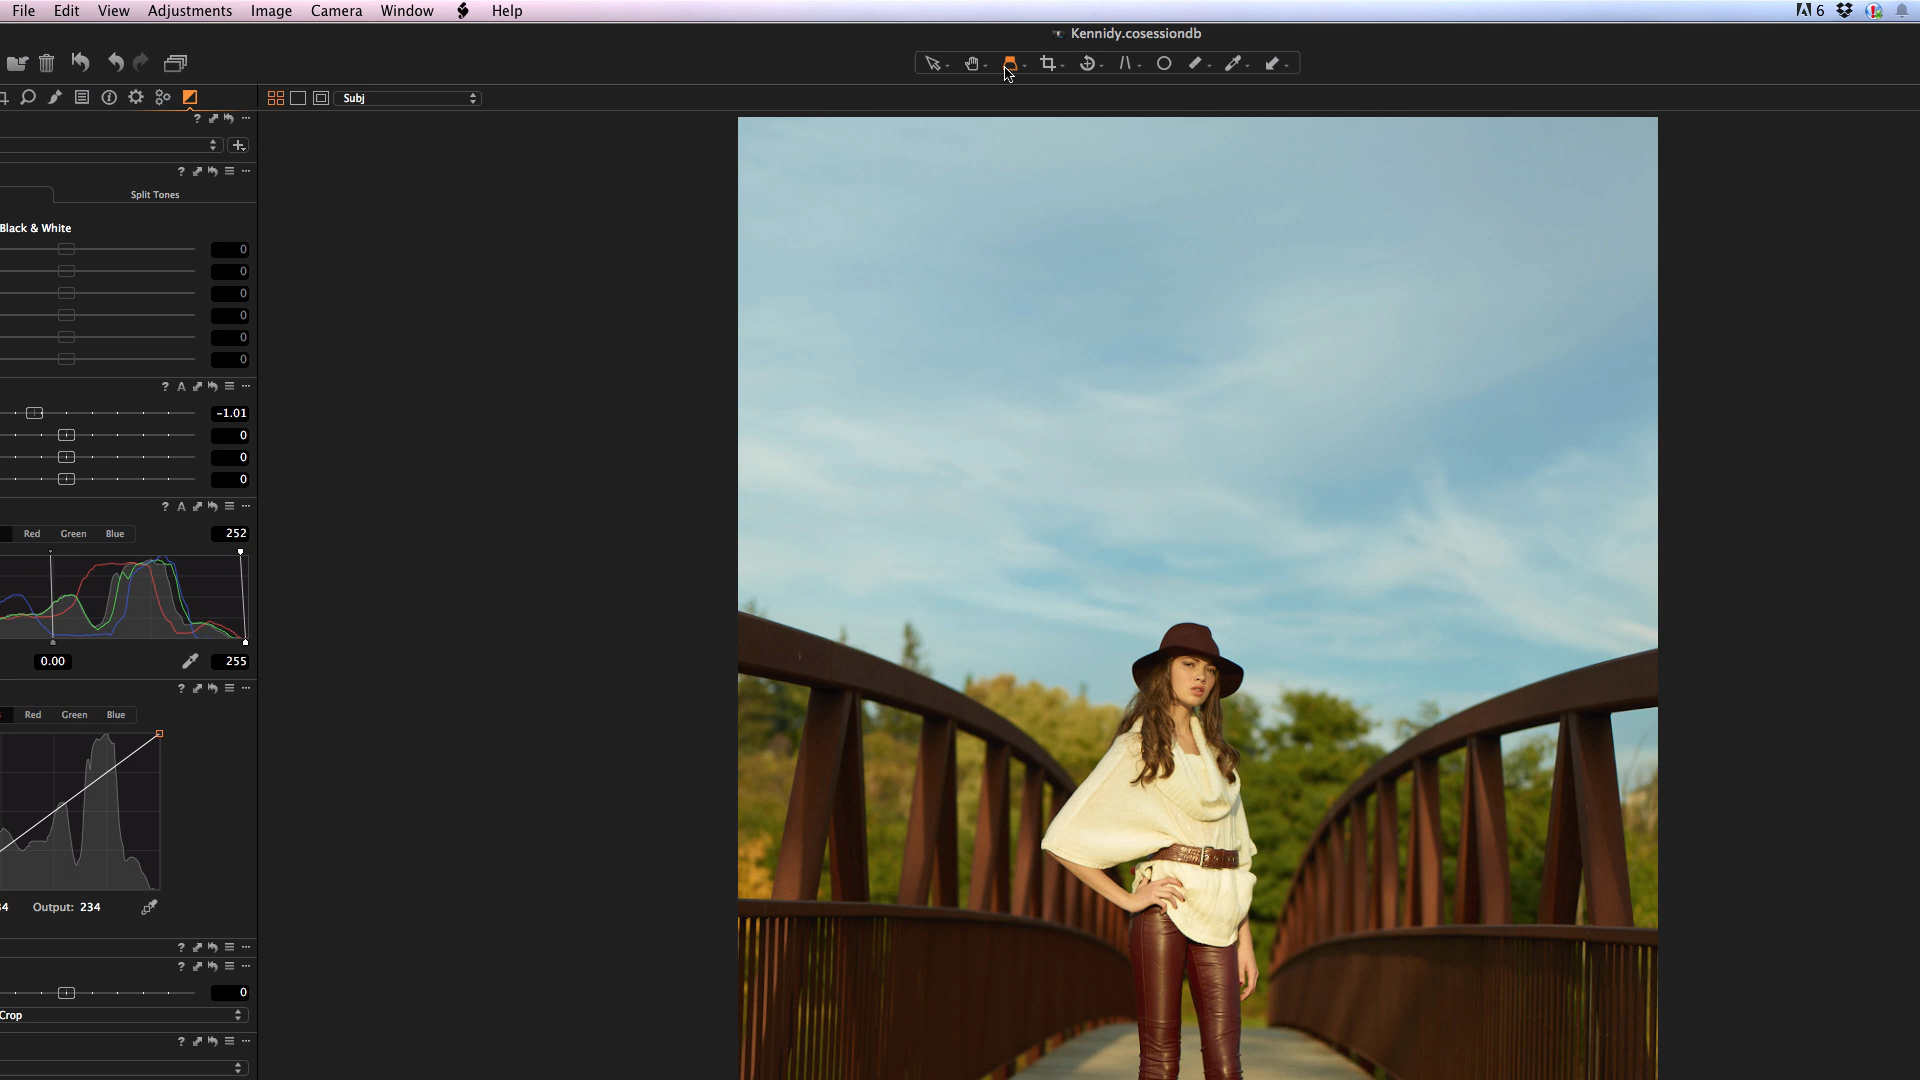 File Edit View Adjustments Image Camera Window Help 6
Kennidy.cosessiondb
Subj
?
?
Split Tones
Black & White
0
0
0
0
0
0
? A
-1.01
0
0
0
? A
Red Green Blue 252
0.00 255
?
Red Green Blue
Output: 234
?
?
0
Crop
?